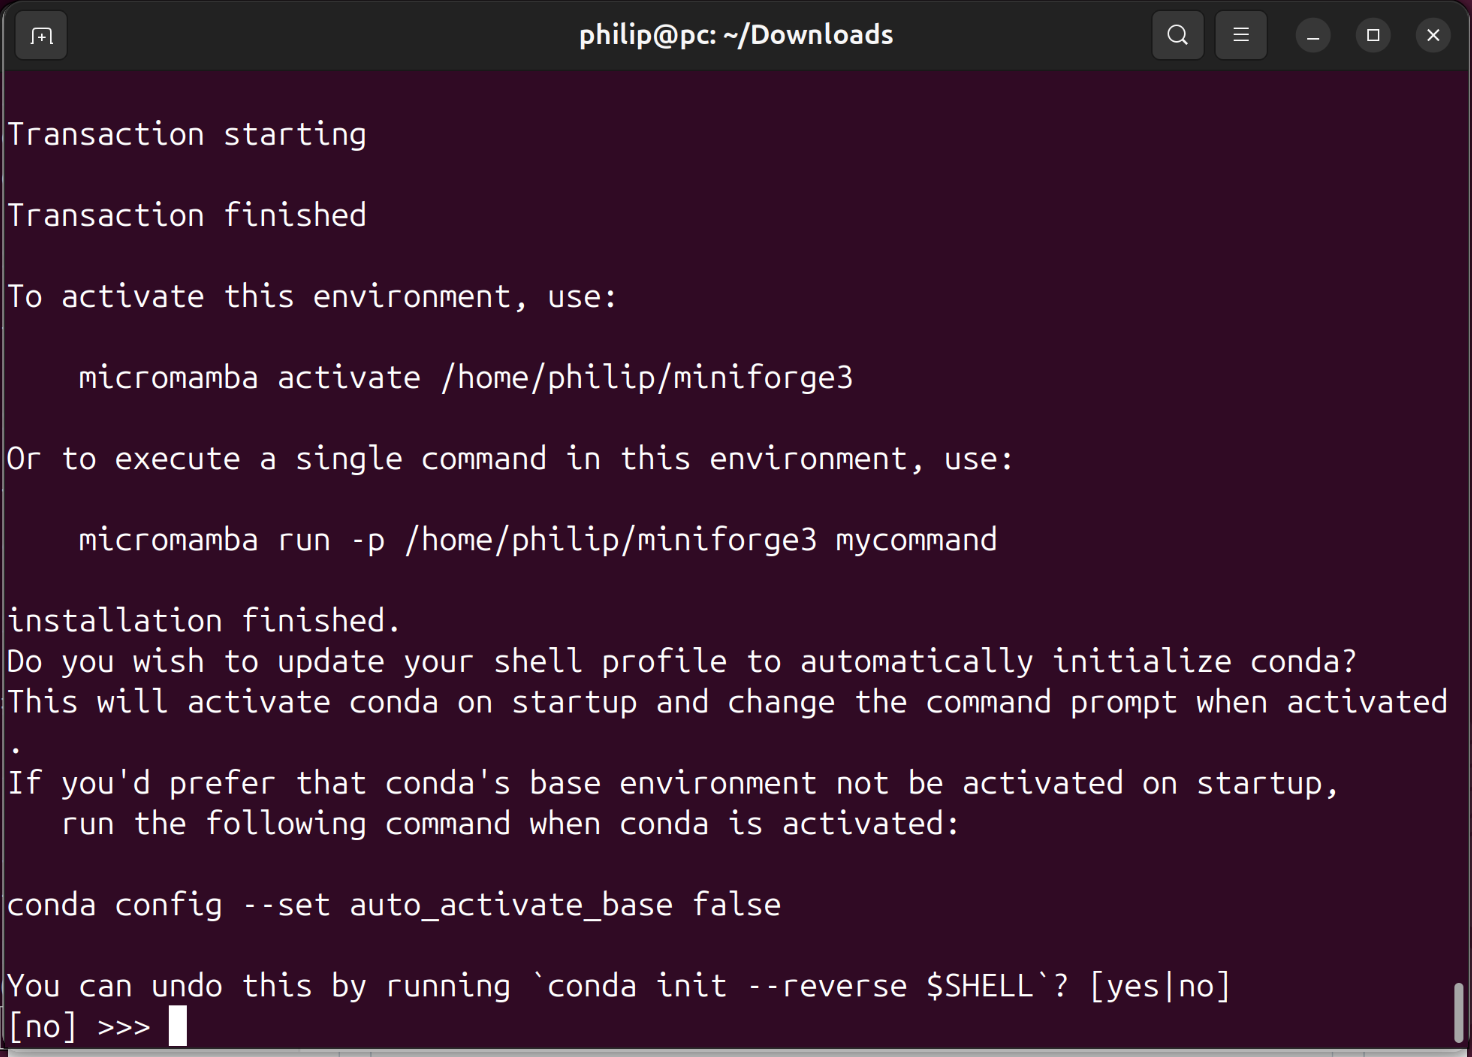 philip@pc: ~/Downloads
Transaction starting
Transaction finished
To activate this environment, use:
micromamba activate /home/philip/miniforge3
Or to execute a single command in this environment, use:
micromamba run -p /home/philip/miniforge3 mycommand
installation finished.
Do you wish to update your shell profile to automatically initialize conda?
This will activate conda on startup and change the command prompt when activated
.
If you'd prefer that conda's base environment not be activated on startup,
run the following command when conda is activated:
conda config --set auto_activate_base false
You can undo this by running `conda init --reverse $SHELL`? [yes|no]
[no] >>>